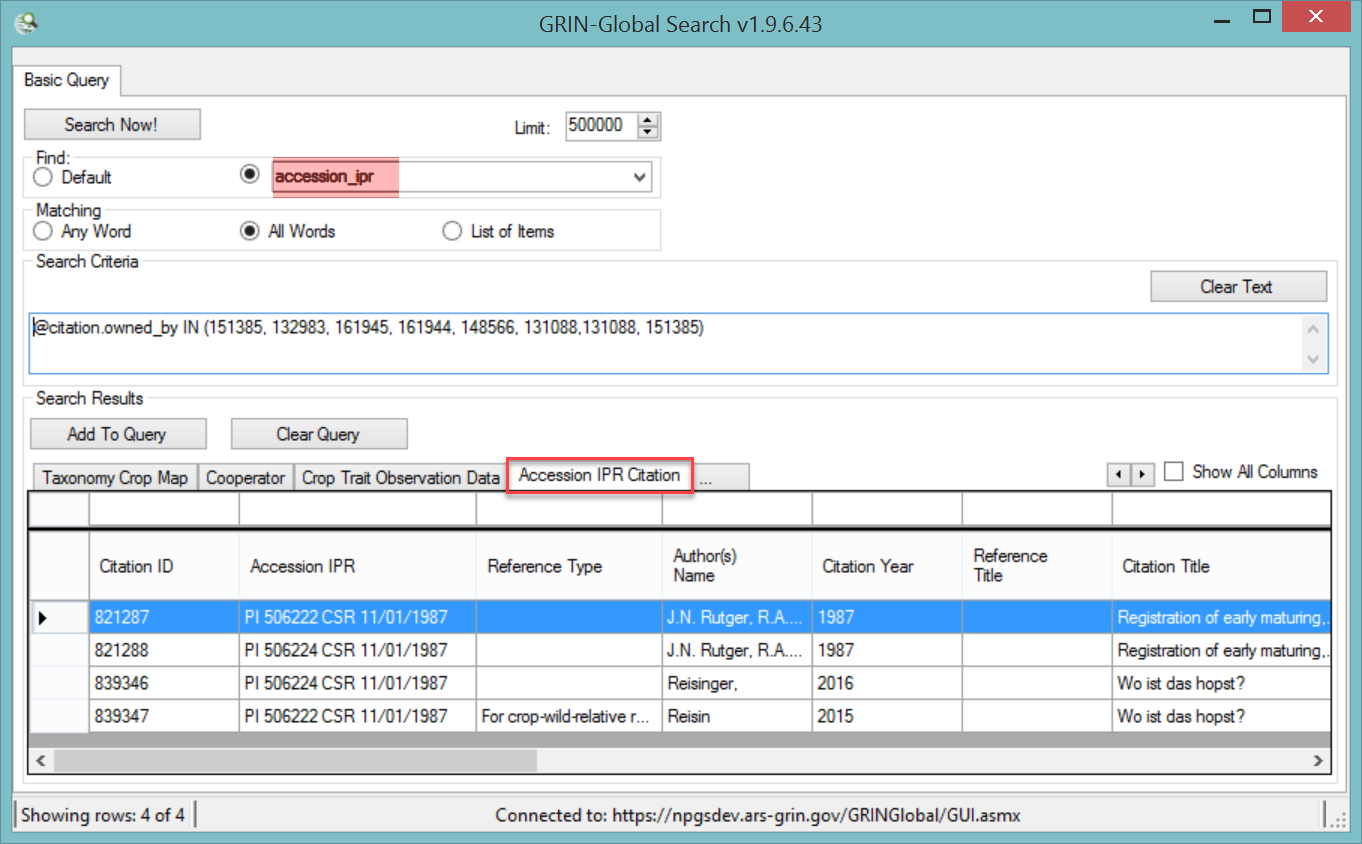 GRIN-Global Search v1.9.6.43
Basic Query
Search Now!
Limit: 500000
Find:
Default accession_ipr
Matching
Any Word All Words List of Items
Search Criteria
Clear Text
@citation.owned_by IN (151385, 132983, 161945, 161944, 148566, 131088,131088, 151385)
Search Results
Add To Query Clear Query
Taxonomy Crop Map Cooperator Crop Trait Observation Data Accession IPR Citation ... Show All Columns
Citation ID Accession IPR Reference Type Author(s) Name Citation Year Reference Title Citation Title
821287 PI 506222 CSR 11/01/1987 J.N. Rutger, R.A.... 1987 Registration of early maturing,...
821288 PI 506224 CSR 11/01/1987 J.N. Rutger, R.A.... 1987 Registration of early maturing,...
839346 PI 506224 CSR 11/01/1987 Reisinger, 2016 Wo ist das hopst?
839347 PI 506222 CSR 11/01/1987 For crop-wild-relative r... Reisin 2015 Wo ist das hopst?
Showing rows: 4 of 4 Connected to: https://npgsdev.ars-grin.gov/GRINGlobal/GUI.asmx